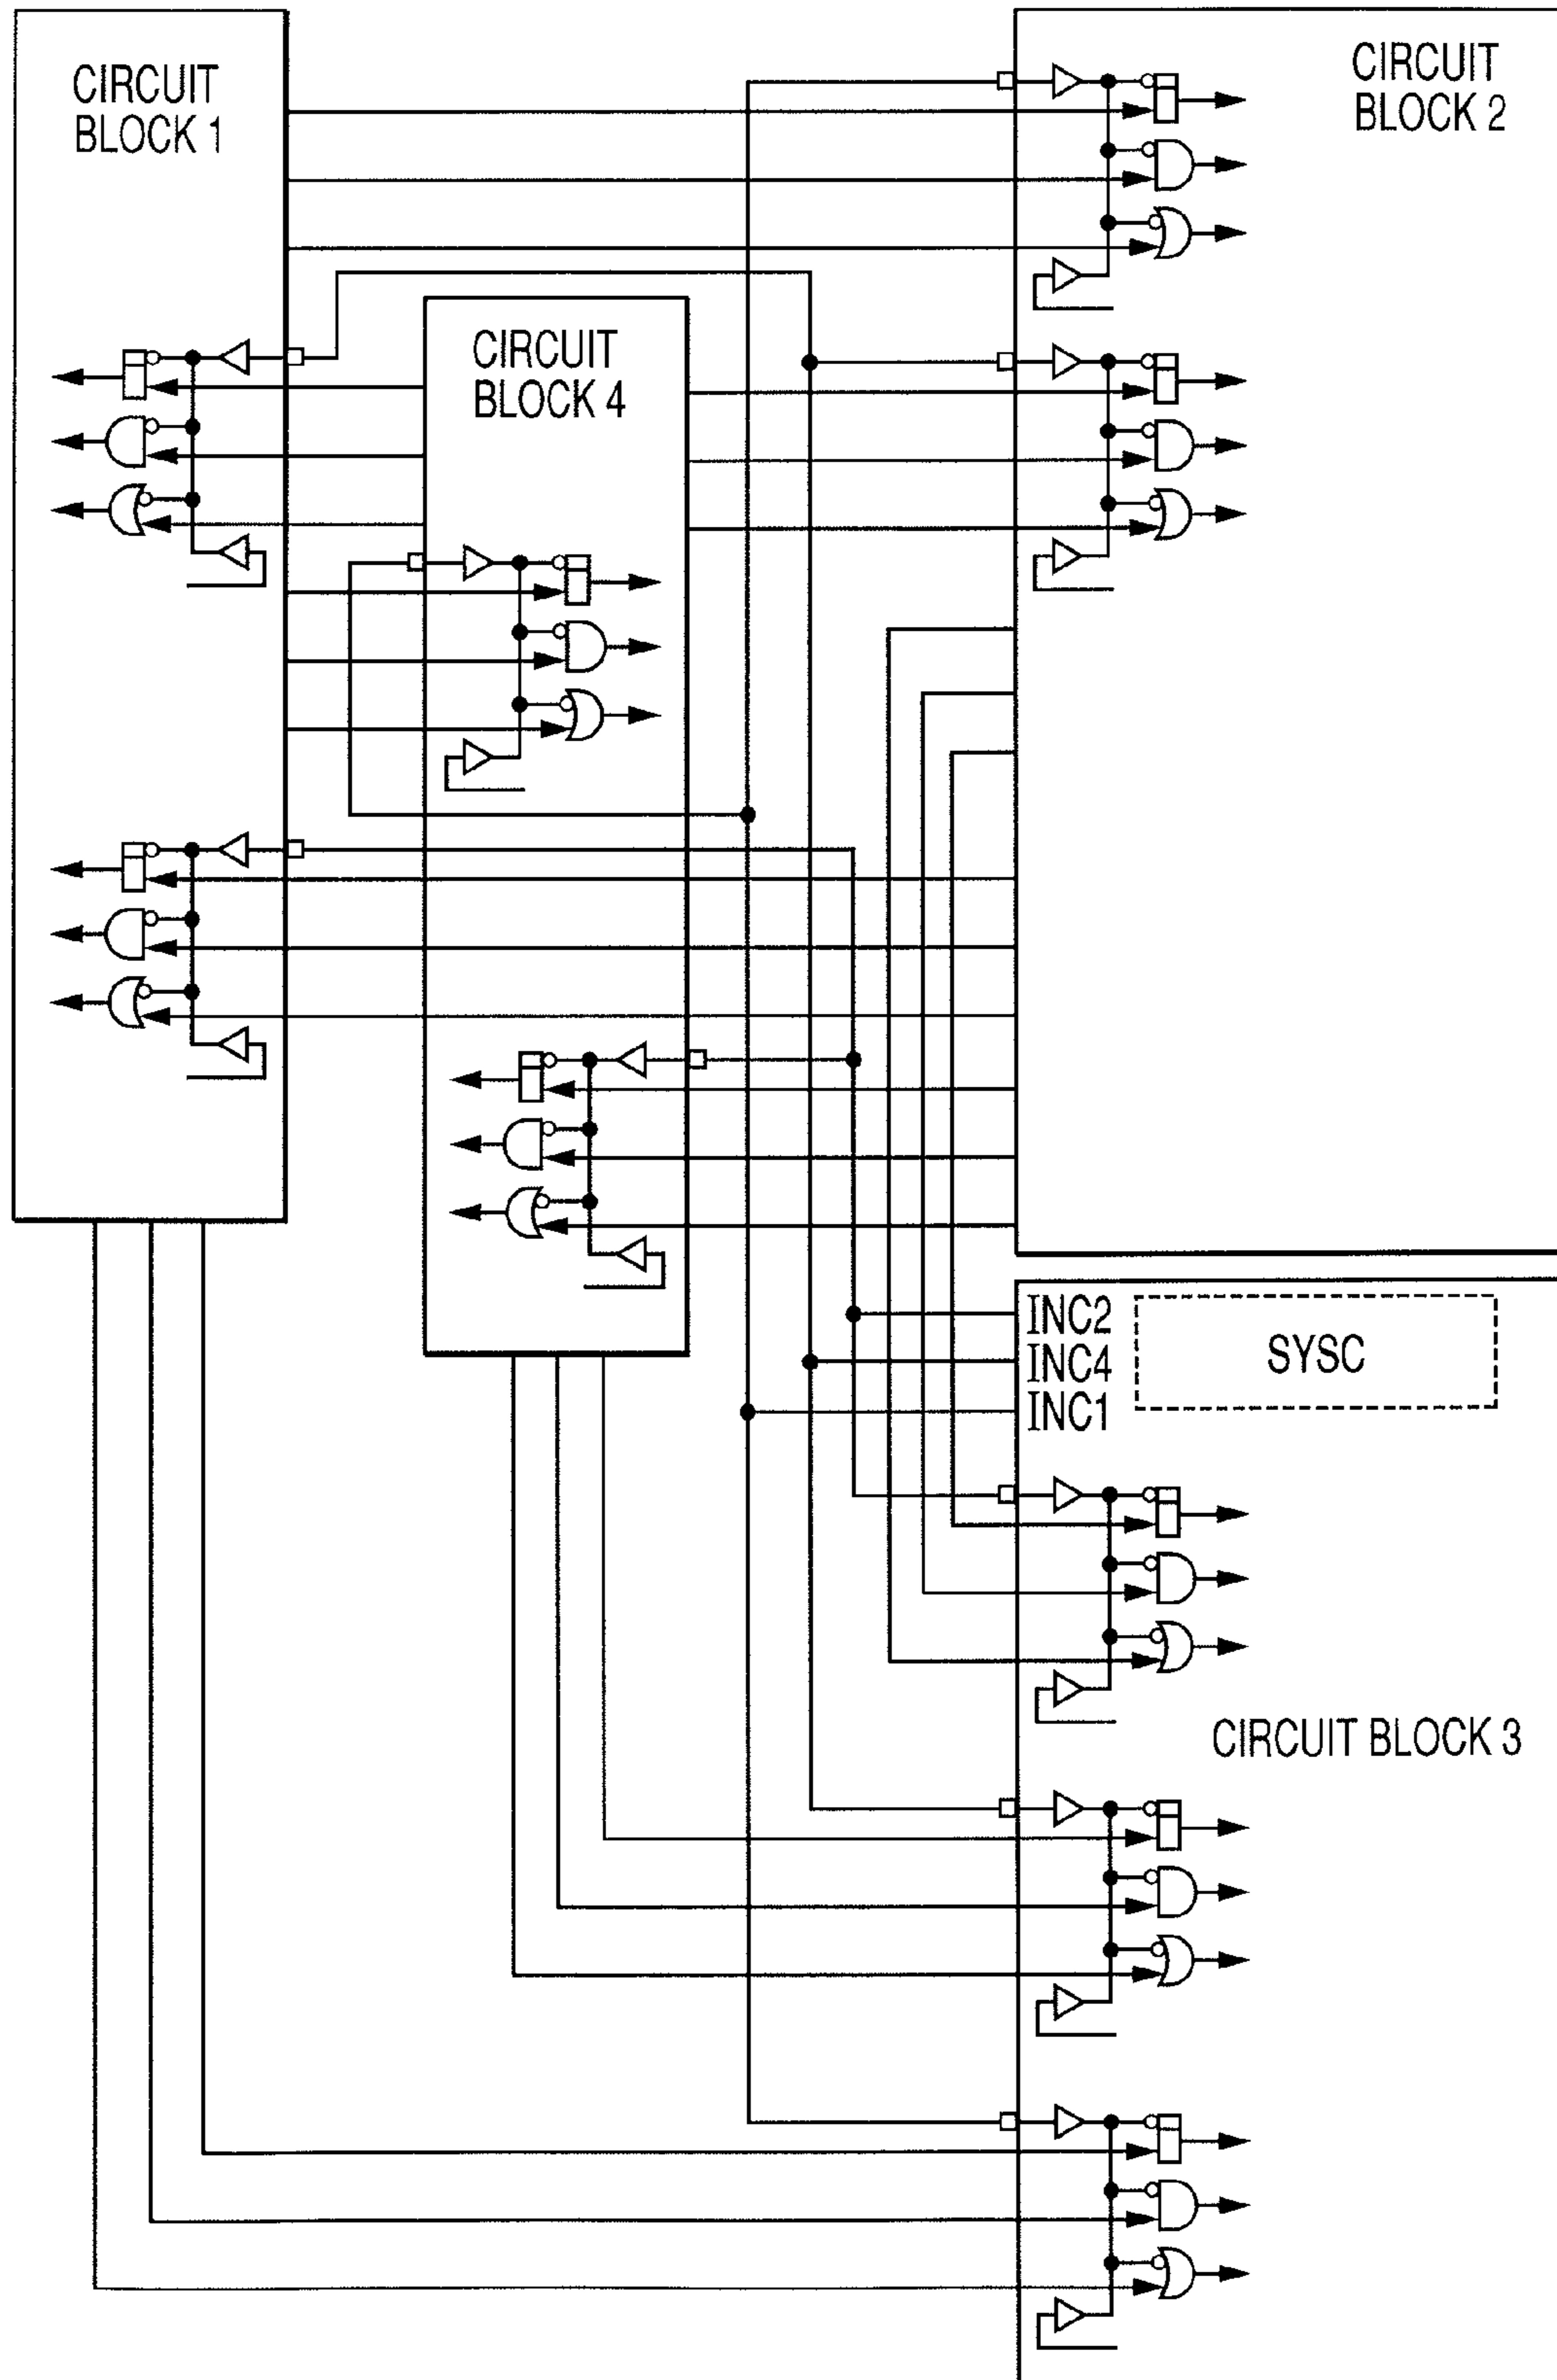 CIRCUIT
BLOCK 1
CIRCUIT
BLOCK 2
CIRCUIT
BLOCK 4
INC2
INC4
INC1
SYSC
CIRCUIT BLOCK 3